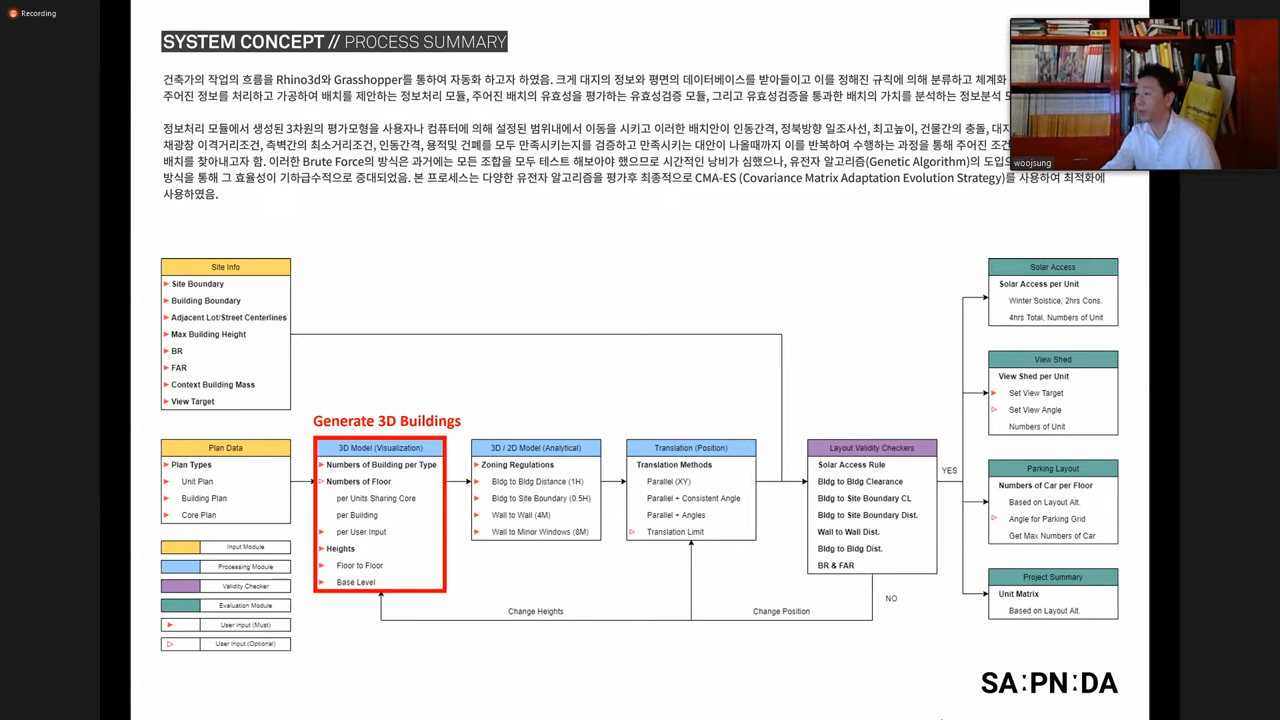 Recording
SYSTEM CONCEPT // PROCESS SUMMARY
건축가의 작업의 흐름을 Rhino3d와 Grasshopper를 통하여 자동화 하고자 하였음. 크게 대지의 정보와 평면의 데이터베이스를 받아들이고 이를 정해진 규칙에 의해 분류하고 체계화
주어진 정보를 처리하고 가공하여 배치를 제안하는 정보처리 모듈, 주어진 배치의 유효성을 평가하는 유효성검증 모듈, 그리고 유효성검증을 통과한 배치의 가치를 분석하는 정보분석
정보처리 모듈에서 생성된 3차원의 평가모형을 사용자나 컴퓨터에 의해 설정된 범위내에서 이동을 시키고 이러한 배치안이 인동간격, 정북방향 일조사선, 최고높이, 건물간의 충돌, 대지
채광창 이격거리조건, 측벽간의 최소거리조건, 인동간격, 용적및 건폐를 모두 만족시키는지를 검증하고 만족시키는 대안이 나올때까지 이를 반복하여 수행하는 과정을 통해 주어진 조건
배치를 찾아내고자 함. 이러한 Brute Force의 방식은 과거에는 모든 조합을 모두 테스트 해보아야 했으므로 시간적인 낭비가 심했으나, 유전자 알고리즘(Genetic Algorithm)의 도입으
방식을 통해 그 효율성이 기하급수적으로 증대되었음. 본 프로세스는 다양한 유전자 알고리즘을 평가후 최종적으로 CMA-ES (Covariance Matrix Adaptation Evolution Strategy)를 사용하여 최적화에
사용하였음.
woojsung
Site Info
Site Boundary
Building Boundary
Adjacent Lot/Street Centerlines
Max Building Height
BR
FAR
Context Building Mass
View Target
Generate 3D Buildings
Plan Data
Plan Types
Unit Plan
Building Plan
Core Plan
3D Model (Visualization)
Numbers of Building per Type
Numbers of Floor
per Units Sharing Core
per Building
per User Input
Heights
Floor to Floor
Base Level
3D / 2D Model (Analytical)
Zoning Regulations
Bldg to Bldg Distance (1H)
Bldg to Site Boundary (0.5H)
Wall to Wall (4M)
Wall to Minor Windows (8M)
Translation (Position)
Translation Methods
Parallel (XY)
Parallel + Consistent Angle
Parallel + Angles
Translation Limit
Layout Validity Checkers
Solar Access Rule
Bldg to Bldg Clearance
Bldg to Site Boundary CL
Bldg to Site Boundary Dist.
Wall to Wall Dist.
Bldg to Bldg Dist.
BR & FAR
YES
NO
Change Heights
Change Position
Solar Access
Solar Access per Unit
Winter Solstice, 2hrs Cons.
4hrs Total, Numbers of Unit
View Shed
View Shed per Unit
Set View Target
Set View Angle
Numbers of Unit
Parking Layout
Numbers of Car per Floor
Based on Layout Alt.
Angle for Parking Grid
Get Max Numbers of Car
Project Summary
Unit Matrix
Based on Layout Alt.
Input Module
Processing Module
Validity Checker
Evaluation Module
User Input (Must)
User Input (Optional)
SA:PN:DA